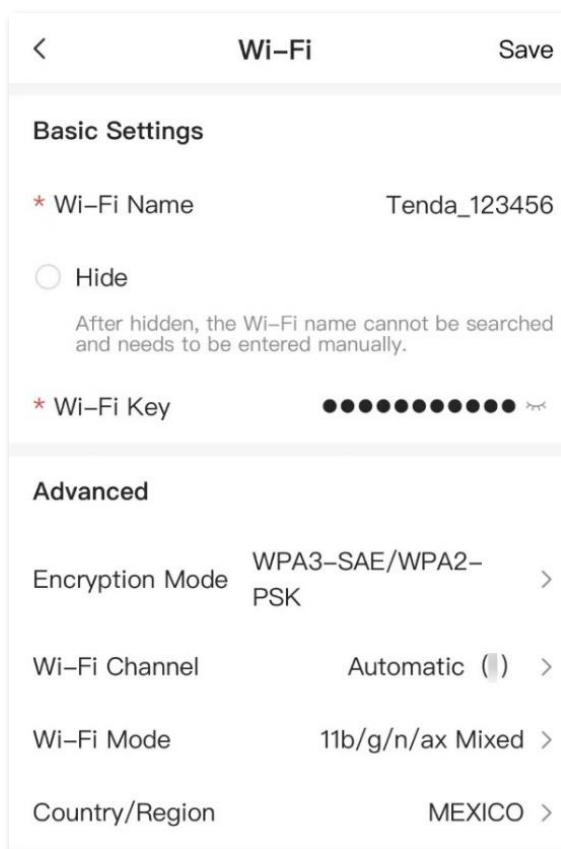 Wi-Fi
Save
Basic Settings
* Wi-Fi Name
Tenda_123456
Hide
After hidden, the Wi-Fi name cannot be searched
and needs to be entered manually.
* Wi-Fi Key
●●●●●●●●●●●
Advanced
Encryption Mode
WPA3-SAE/WPA2-
PSK
Wi-Fi Channel
Automatic ( )
Wi-Fi Mode
11b/g/n/ax Mixed
Country/Region
MEXICO